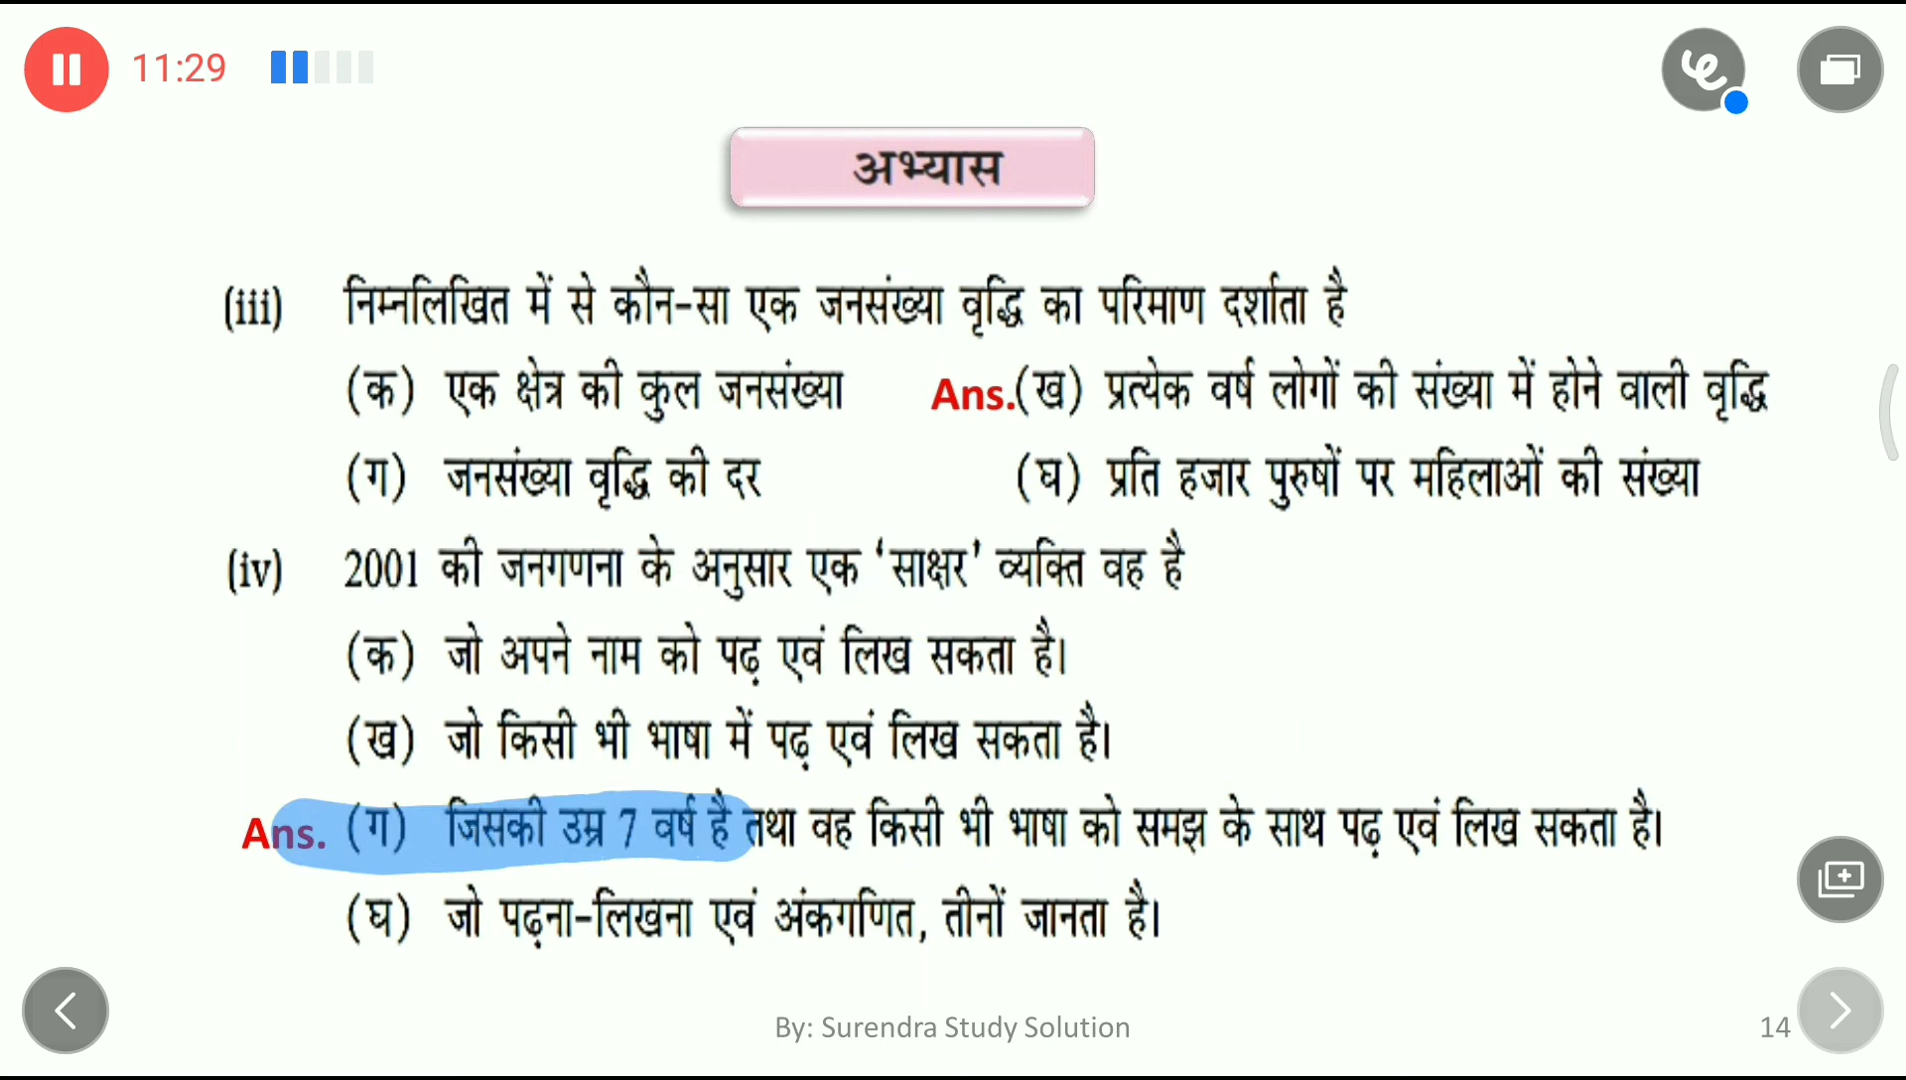 11:29
अभ्यास
(iii) निम्नलिखित में से कौन-सा एक जनसंख्या वृद्धि का परिमाण दर्शाता है
(क) एक क्षेत्र की कुल जनसंख्या Ans.(ख) प्रत्येक वर्ष लोगों की संख्या में होने वाली वृद्धि
(ग) जनसंख्या वृद्धि की दर (घ) प्रति हजार पुरुषों पर महिलाओं की संख्या
(iv) 2001 की जनगणना के अनुसार एक ‘साक्षर’ व्यक्ति वह है
(क) जो अपने नाम को पढ़ एवं लिख सकता है।
(ख) जो किसी भी भाषा में पढ़ एवं लिख सकता है।
Ans. (ग) जिसकी उम्र 7 वर्ष है तथा वह किसी भी भाषा को समझ के साथ पढ़ एवं लिख सकता है।
(घ) जो पढ़ना-लिखना एवं अंकगणित, तीनों जानता है।
By: Surendra Study Solution 14